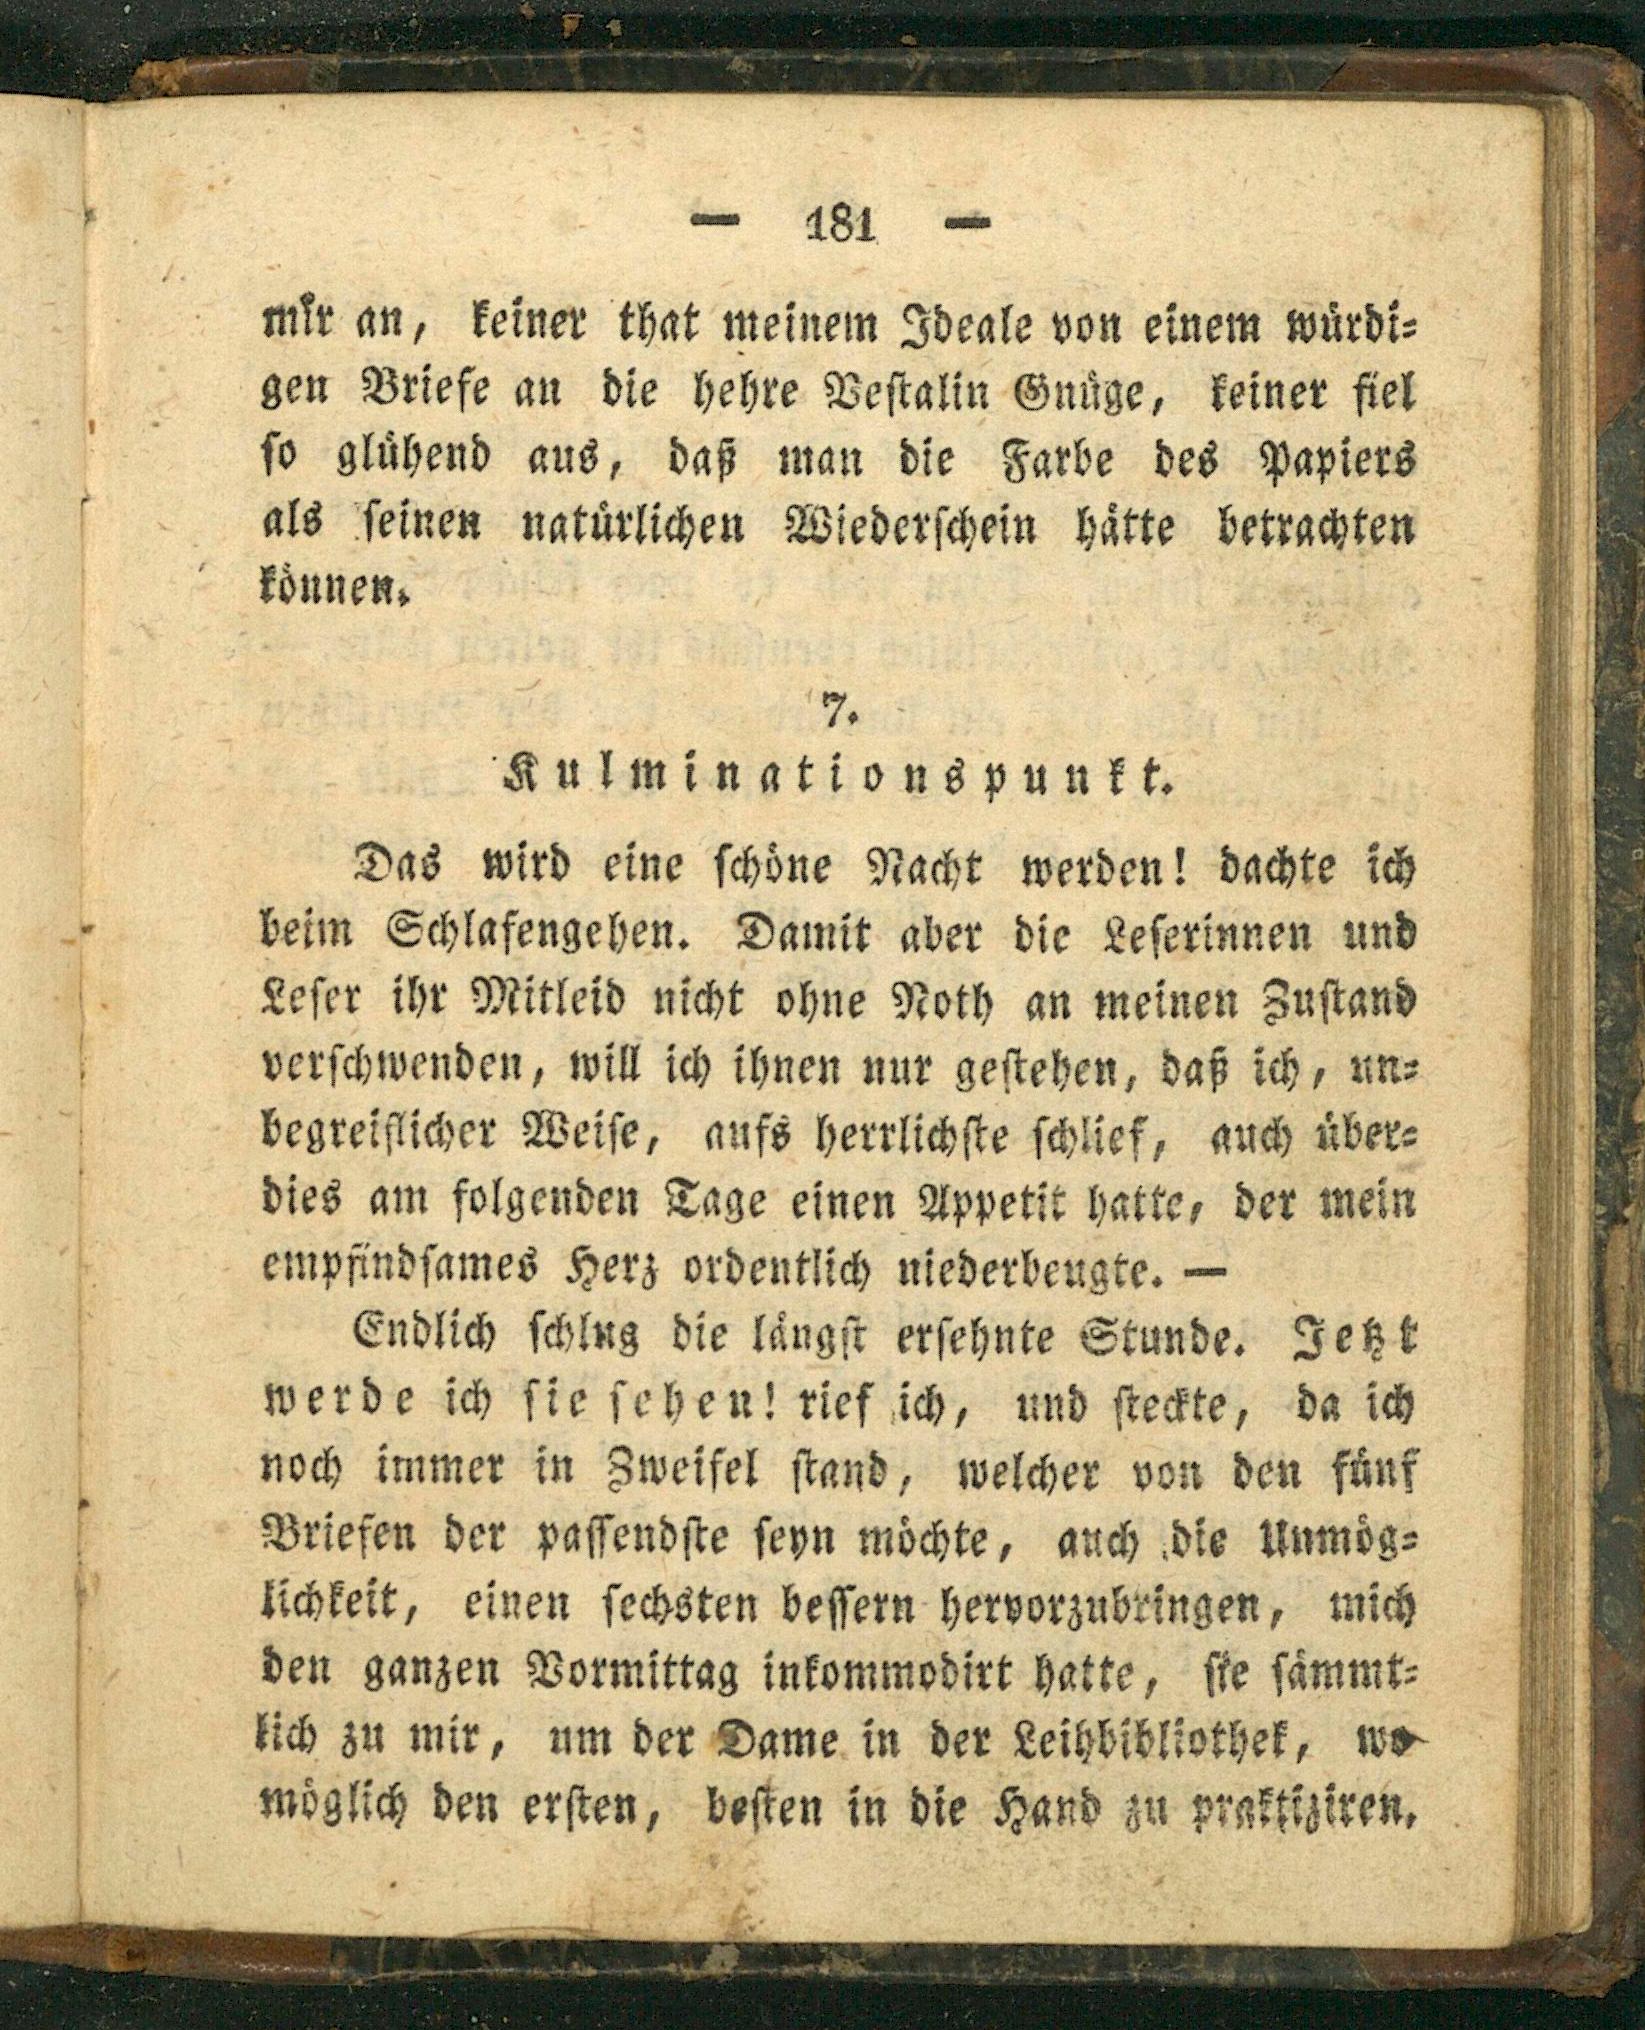 — 181 —
mir an, keiner that meinem Ideale von einem würdi-
gen Briefe an die hehre Vestalin Gnüge, keiner fiel
so glühend aus, daß man die Farbe des Papiers
als seinen natürlichen Wiederschein hätte betrachten
können.
7.
Kulminationspunkt.
Das wird eine schöne Nacht werden! dachte ich
beim Schlafengehen. Damit aber die Leserinnen und
Leser ihr Mitleid nicht ohne Noth an meinen Zustand
verschwenden, will ich ihnen nur gestehen, daß ich, un-
begreiflicher Weise, aufs herrlichste schlief, auch über-
dies am folgenden Tage einen Appetit hatte, der mein
empfindsames Herz ordentlich niederbeugte. —
Endlich schlug die längst ersehnte Stunde. Jetzt
werde ich sie sehen! rief ich, und steckte, da ich
noch immer in Zweifel stand, welcher von den fünf
Briefen der passendste seyn möchte, auch die Unmög-
lichkeit, einen sechsten bessern hervorzubringen, mich
den ganzen Vormittag inkommodirt hatte, sie sämmt-
lich zu mir, um der Dame in der Leihbibliothek, wo
möglich den ersten, besten in die Hand zu praktiziren.